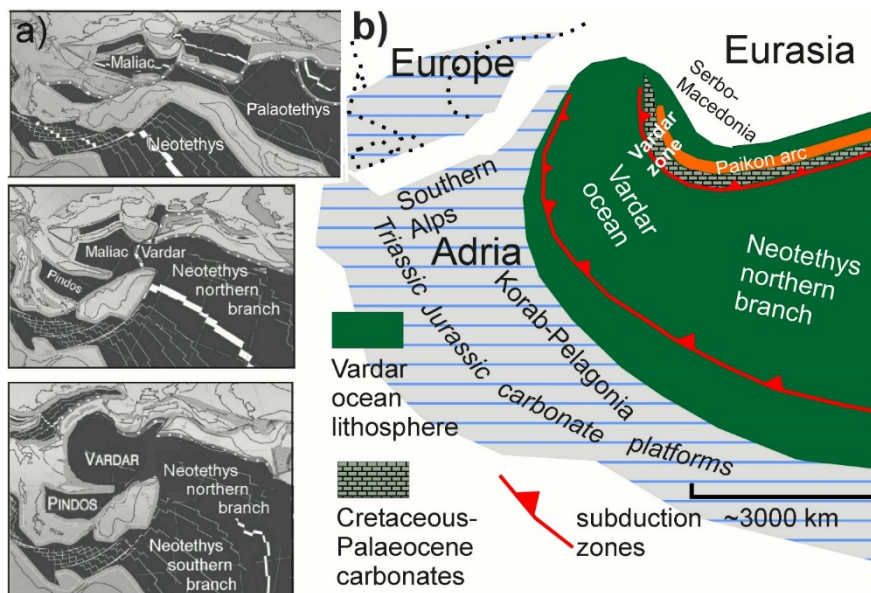 a)
Maliac
Palaotethys
Neotethys
Maliac
Vardar
Pindos
Neotethys
northern
branch
VARDAR
PINDOS
Neotethys
northern
branch
Neotethys
southern
branch
b)
Europe
Eurasia
Serbo-
Macedonia
Vardar
zone
Paikon arc
Vardar
ocean
Southern
Alps
Adria
Neotethys
northern
branch
Korab-Pelagonia
Triassic Jurassic carbonate platforms
Vardar
ocean
lithosphere
Cretaceous-
Palaeocene
carbonates
subduction
zones
~3000 km